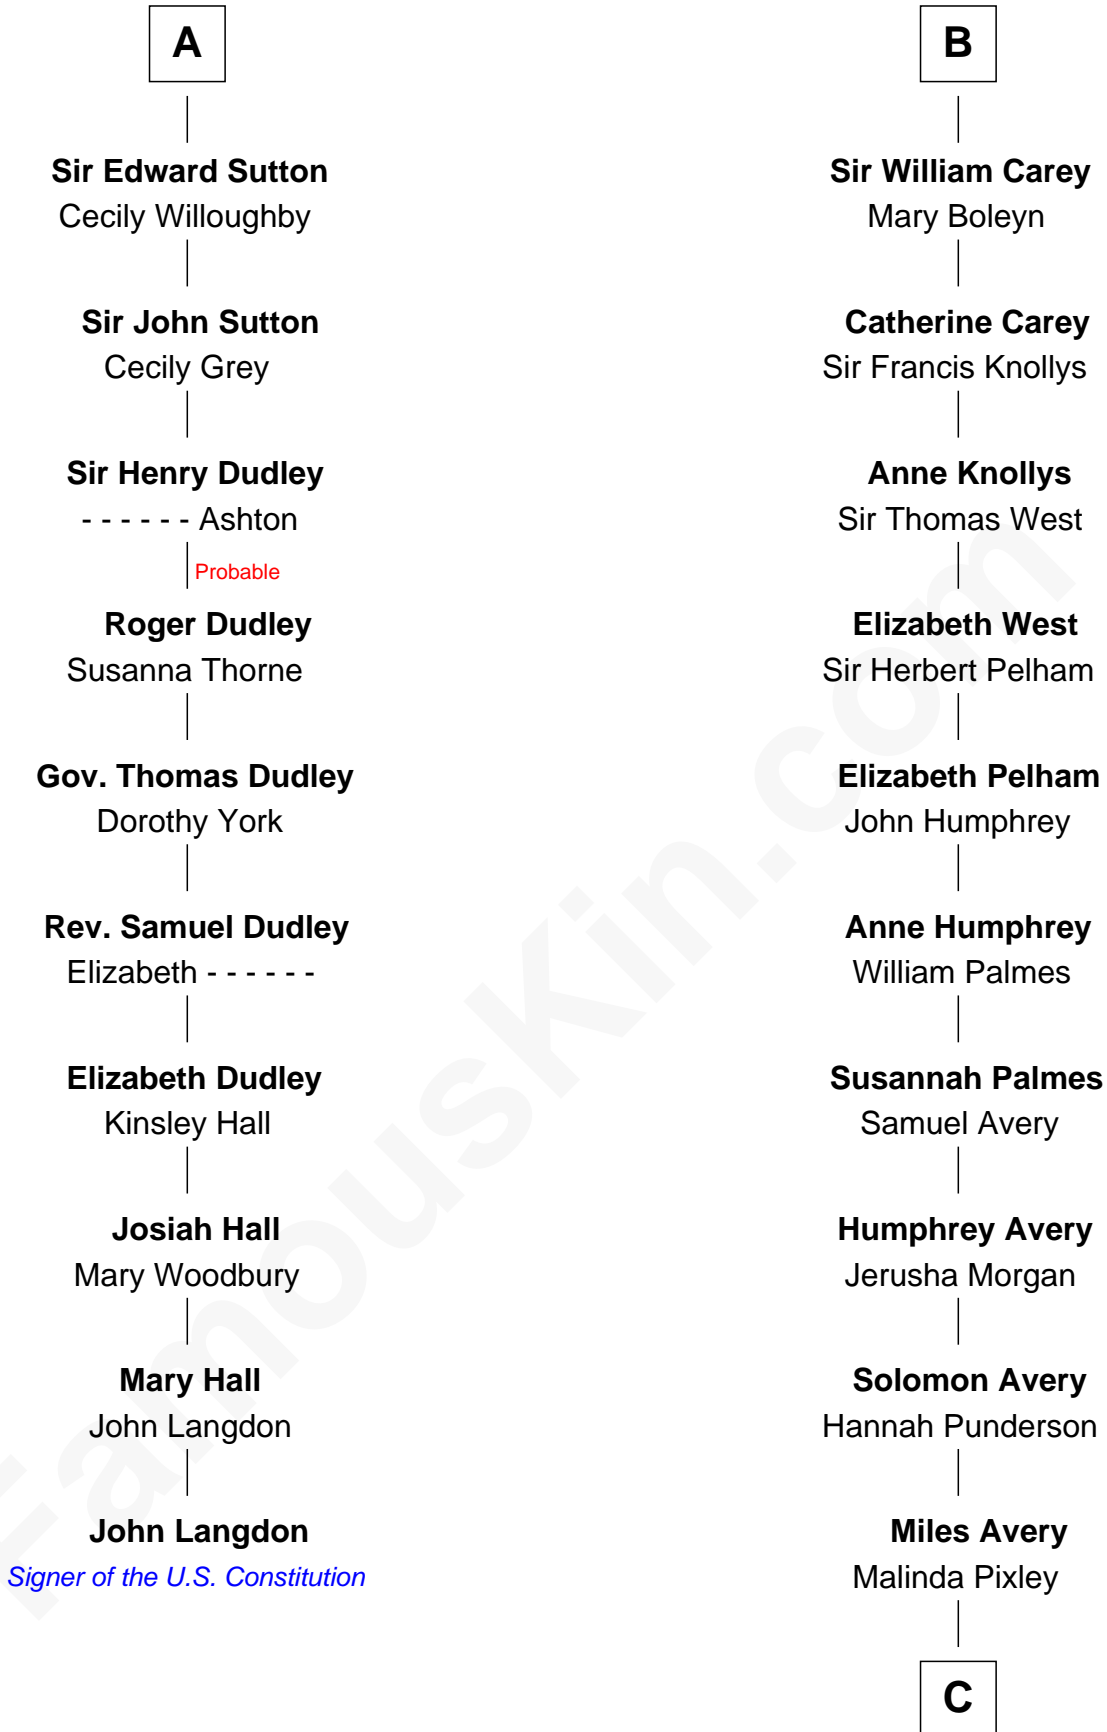 A
Sir Edward Sutton
Cecily Willoughby
Sir John Sutton
Cecily Grey
Sir Henry Dudley
- - - - - - Ashton
Probable
Roger Dudley
Susanna Thorne
Gov. Thomas Dudley
Dorothy York
Rev. Samuel Dudley
Elizabeth - - - - - -
Elizabeth Dudley
Kinsley Hall
Josiah Hall
Mary Woodbury
Mary Hall
John Langdon
John Langdon
Signer of the U.S. Constitution
B
Sir William Carey
Mary Boleyn
Catherine Carey
Sir Francis Knollys
Anne Knollys
Sir Thomas West
Elizabeth West
Sir Herbert Pelham
Elizabeth Pelham
John Humphrey
Anne Humphrey
William Palmes
Susannah Palmes
Samuel Avery
Humphrey Avery
Jerusha Morgan
Solomon Avery
Hannah Punderson
Miles Avery
Malinda Pixley
C
FamousKin.com